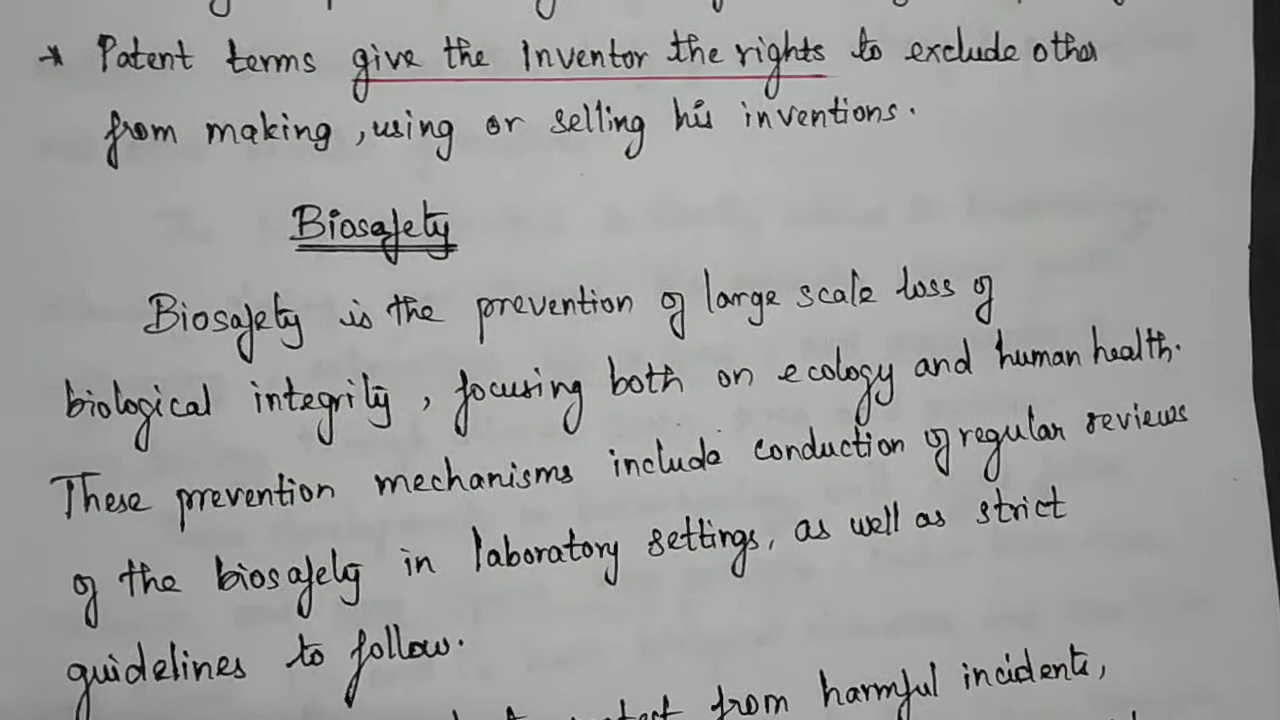 * Patent terms give the Inventor the rights to exclude other
from making, using or selling his inventions.
Biosafety
Biosafety is the prevention of large scale loss of
biological integrity, focusing both on ecology and human health.
These prevention mechanisms include conduction of regular reviews
of the biosafety in laboratory settings, as well as strict
guidelines to follow.
from harmful incidents,